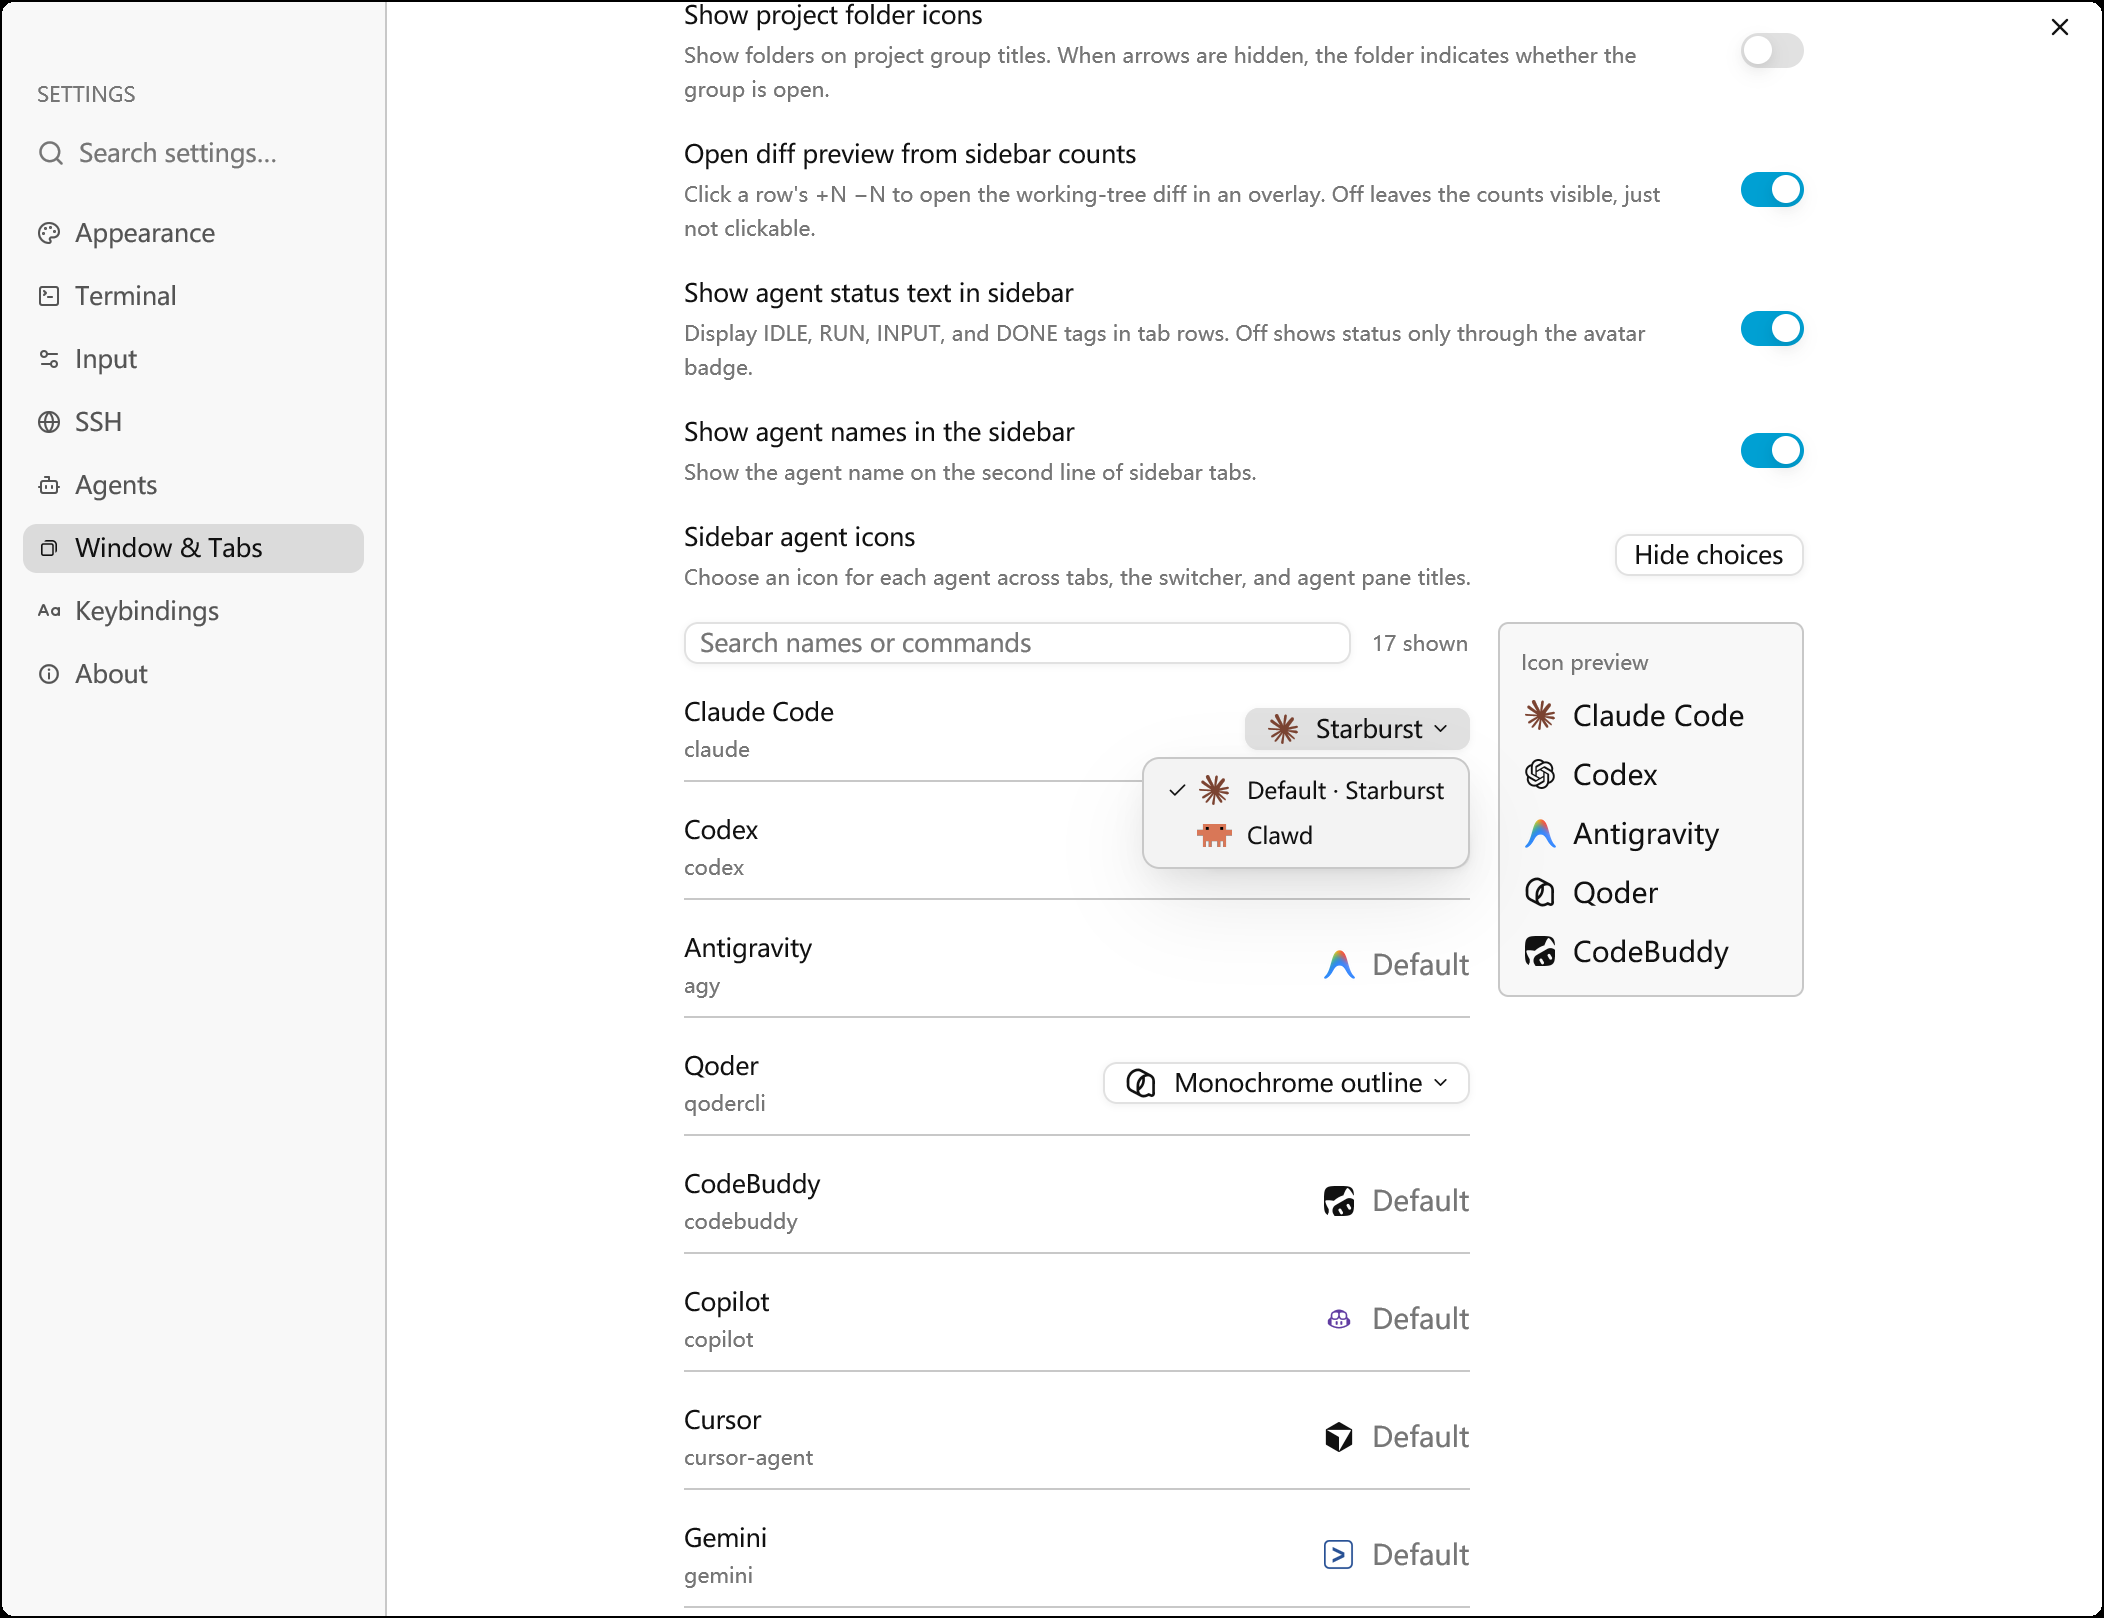 Show project folder icons
Show folders on project group titles. When arrows are hidden, the folder indicates whether the
group is open.
SETTINGS
Search settings...
Appearance
Terminal
Input
SSH
Agents
Window & Tabs
Aa Keybindings
About
Open diff preview from sidebar counts
Click a row's +N −N to open the working-tree diff in an overlay. Off leaves the counts visible, just
not clickable.
Show agent status text in sidebar
Display IDLE, RUN, INPUT, and DONE tags in tab rows. Off shows status only through the avatar
badge.
Show agent names in the sidebar
Show the agent name on the second line of sidebar tabs.
Sidebar agent icons
Choose an icon for each agent across tabs, the switcher, and agent pane titles.
Hide choices
Search names or commands
17 shown
Claude Code
claude
Starburst
Default · Starburst
Clawd
Codex
codex
Antigravity
agy
Default
Qoder
qodercli
Monochrome outline
CodeBuddy
codebuddy
Default
Copilot
copilot
Default
Cursor
cursor-agent
Default
Gemini
gemini
Default
Icon preview
Claude Code
Codex
Antigravity
Qoder
CodeBuddy